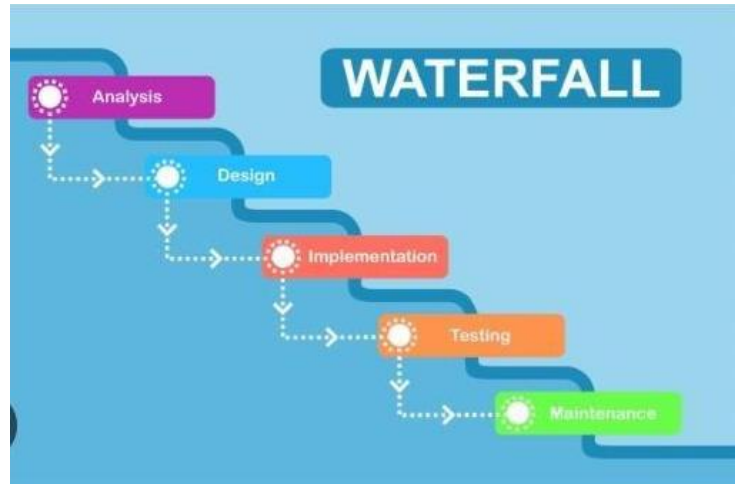 WATERFALL
Analysis
Design
Implementation
Testing
Maintenance